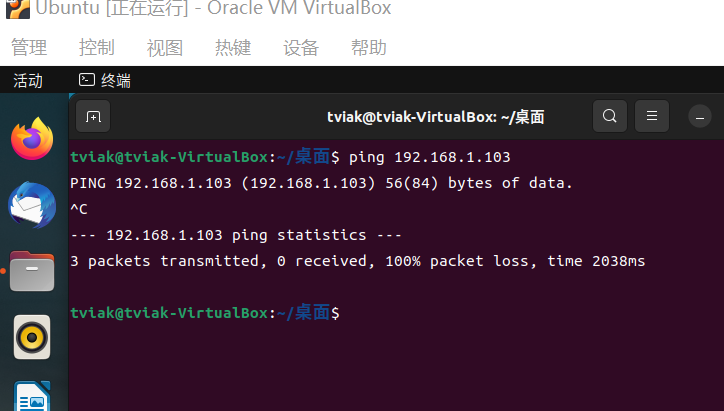 Ubuntu [正在运行] - Oracle VM VirtualBox
管理 控制 视图 热键 设备 帮助
活动 终端
tviak@tviak-VirtualBox: ~/桌面
tviak@tviak-VirtualBox:~/桌面$ ping 192.168.1.103
PING 192.168.1.103 (192.168.1.103) 56(84) bytes of data.
^C
--- 192.168.1.103 ping statistics ---
3 packets transmitted, 0 received, 100% packet loss, time 2038ms
tviak@tviak-VirtualBox:~/桌面$